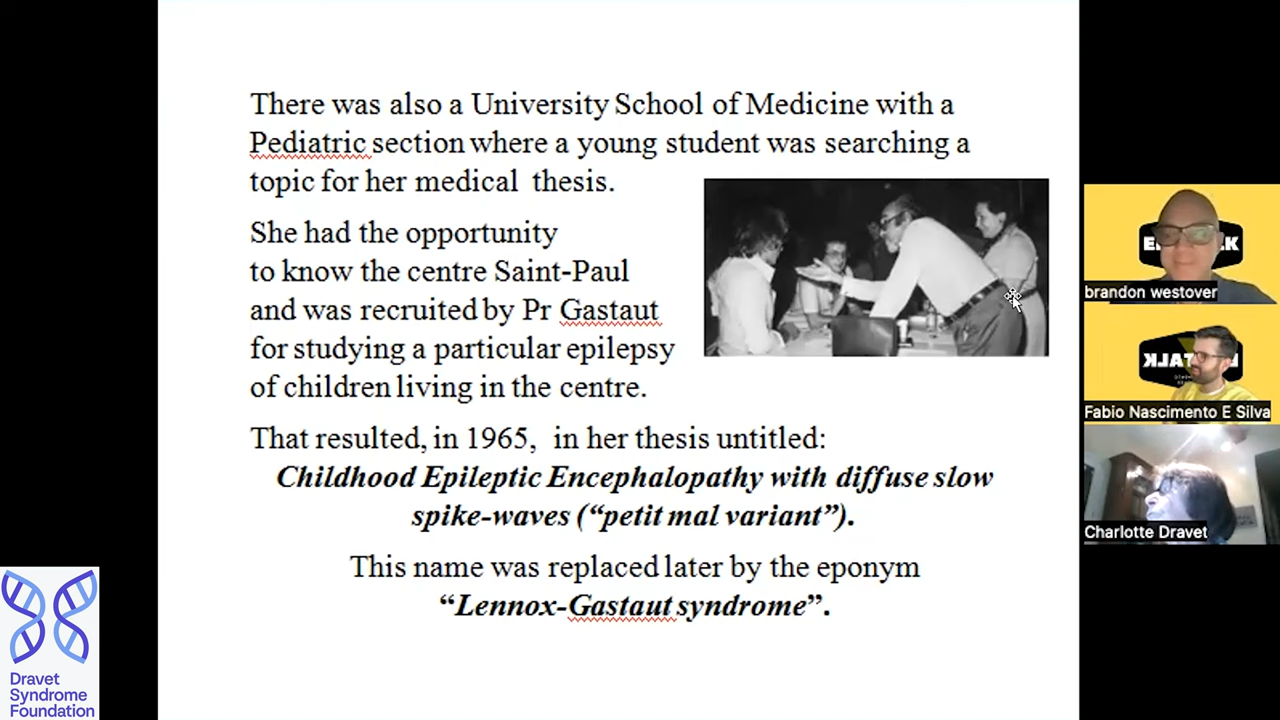 There was also a University School of Medicine with a
Pediatric section where a young student was searching a
topic for her medical thesis.
She had the opportunity
to know the centre Saint-Paul
and was recruited by Pr Gastaut
for studying a particular epilepsy
of children living in the centre.
That resulted, in 1965, in her thesis untitled:
Childhood Epileptic Encephalopathy with diffuse slow
spike-waves (“petit mal variant”).
This name was replaced later by the eponym
“Lennox-Gastaut syndrome”.
brandon westover
Fabio Nascimento E Silva
Charlotte Dravet
Dravet
Syndrome
Foundation